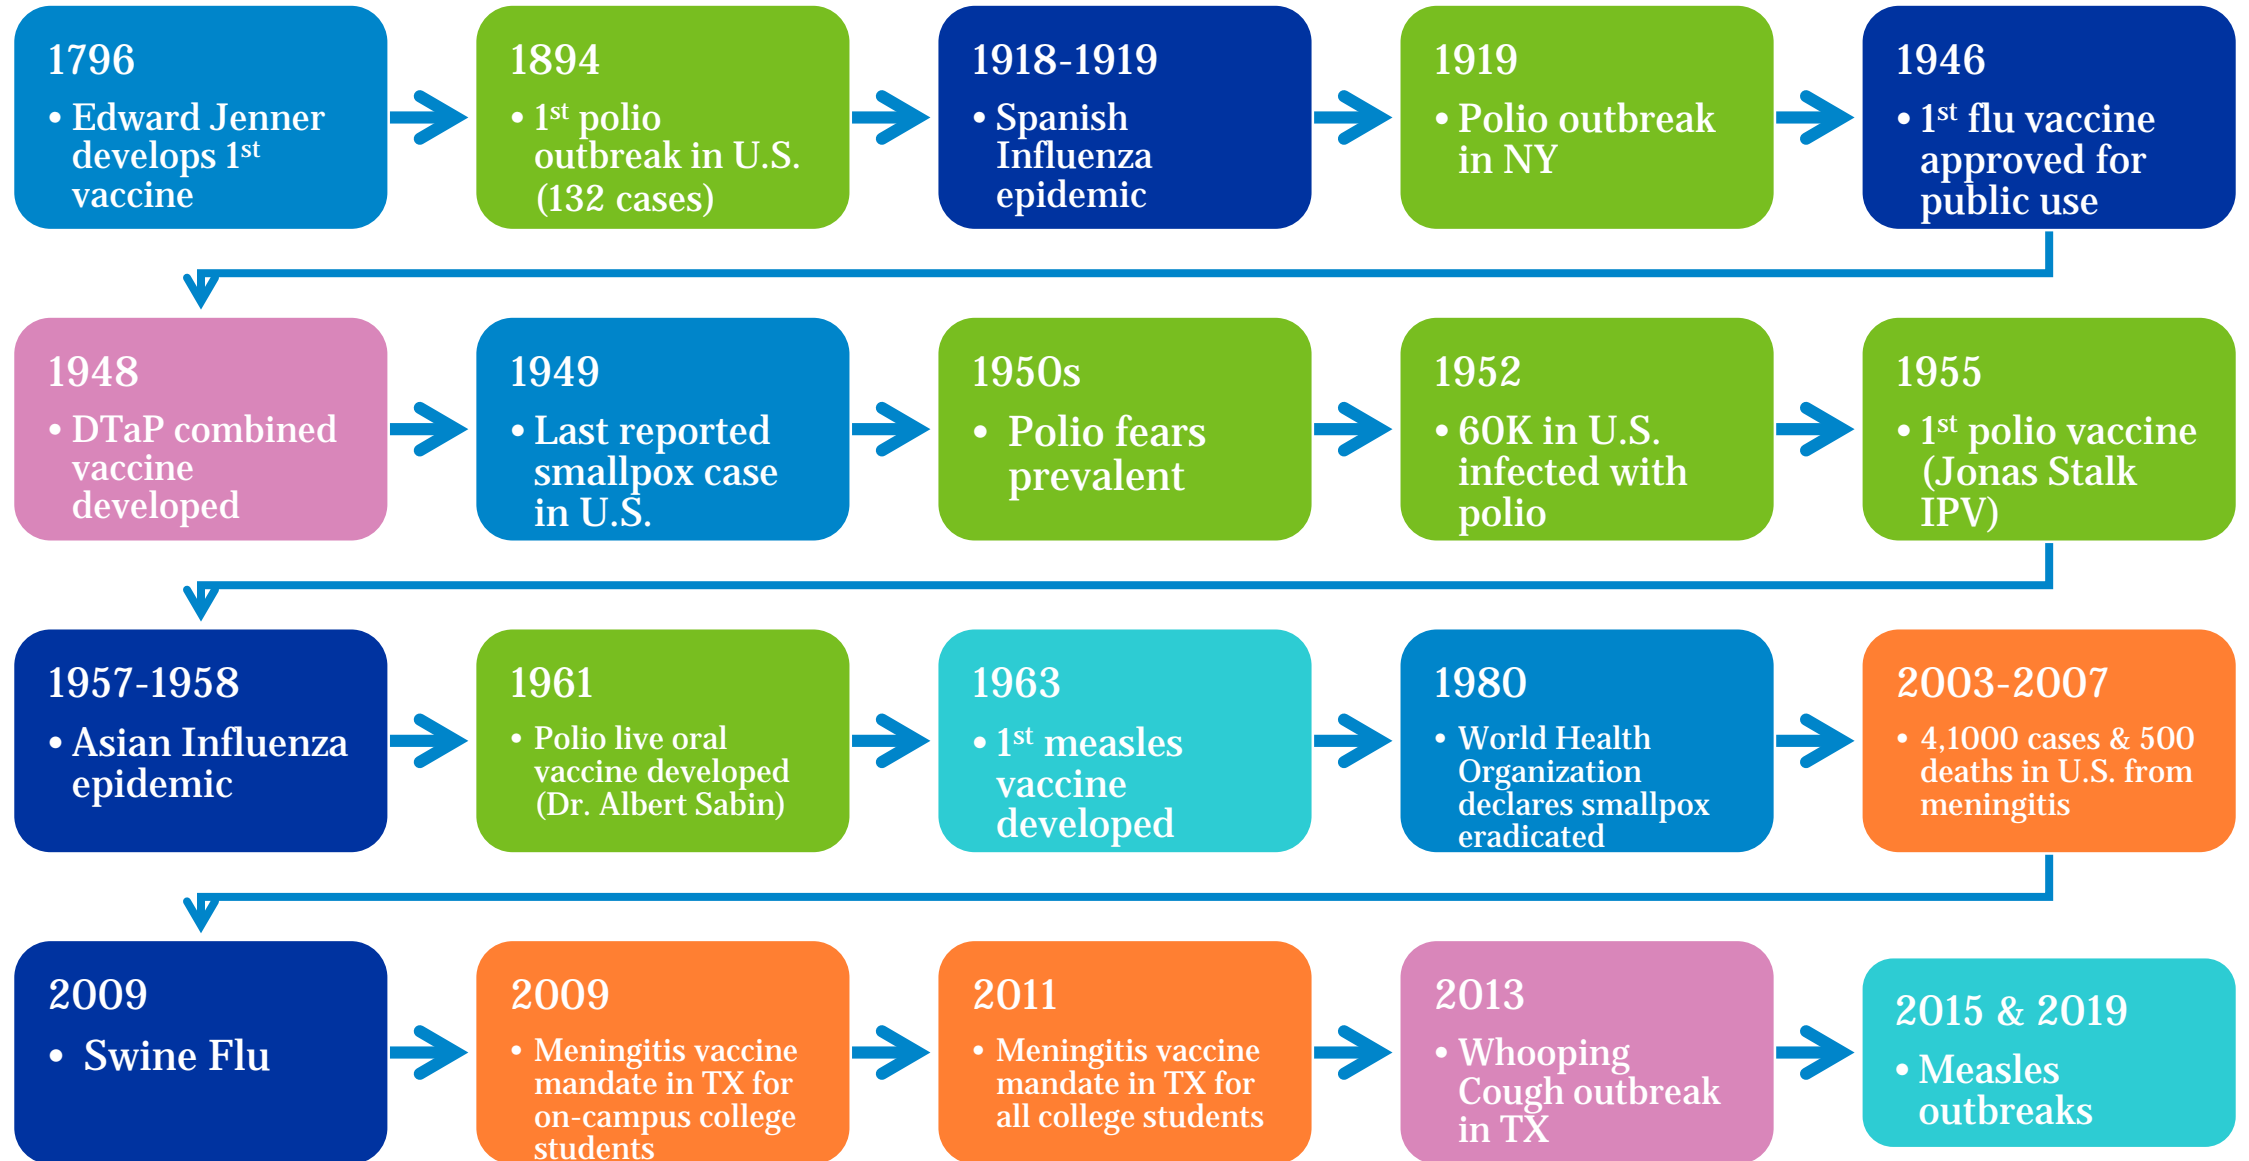 1796
• Edward Jenner
develops 1st
vaccine
1894
• 1st polio
outbreak in U.S.
(132 cases)
1918-1919
• Spanish
Influenza
epidemic
1919
• Polio outbreak
in NY
1946
• 1st flu vaccine
approved for
public use
1948
• DTaP combined
vaccine
developed
1949
• Last reported
smallpox case
in U.S.
1950s
• Polio fears
prevalent
1952
• 60K in U.S.
infected with
polio
1955
• 1st polio vaccine
(Jonas Stalk
IPV)
1957-1958
• Asian Influenza
epidemic
1961
• Polio live oral
vaccine developed
(Dr. Albert Sabin)
1963
• 1st measles
vaccine
developed
1980
• World Health
Organization
declares smallpox
eradicated
2003-2007
• 4,1000 cases & 500
deaths in U.S. from
meningitis
2009
• Swine Flu
2009
• Meningitis vaccine
mandate in TX for
on-campus college
students
2011
• Meningitis vaccine
mandate in TX for
all college students
2013
• Whooping
Cough outbreak
in TX
2015 & 2019
• Measles
outbreaks